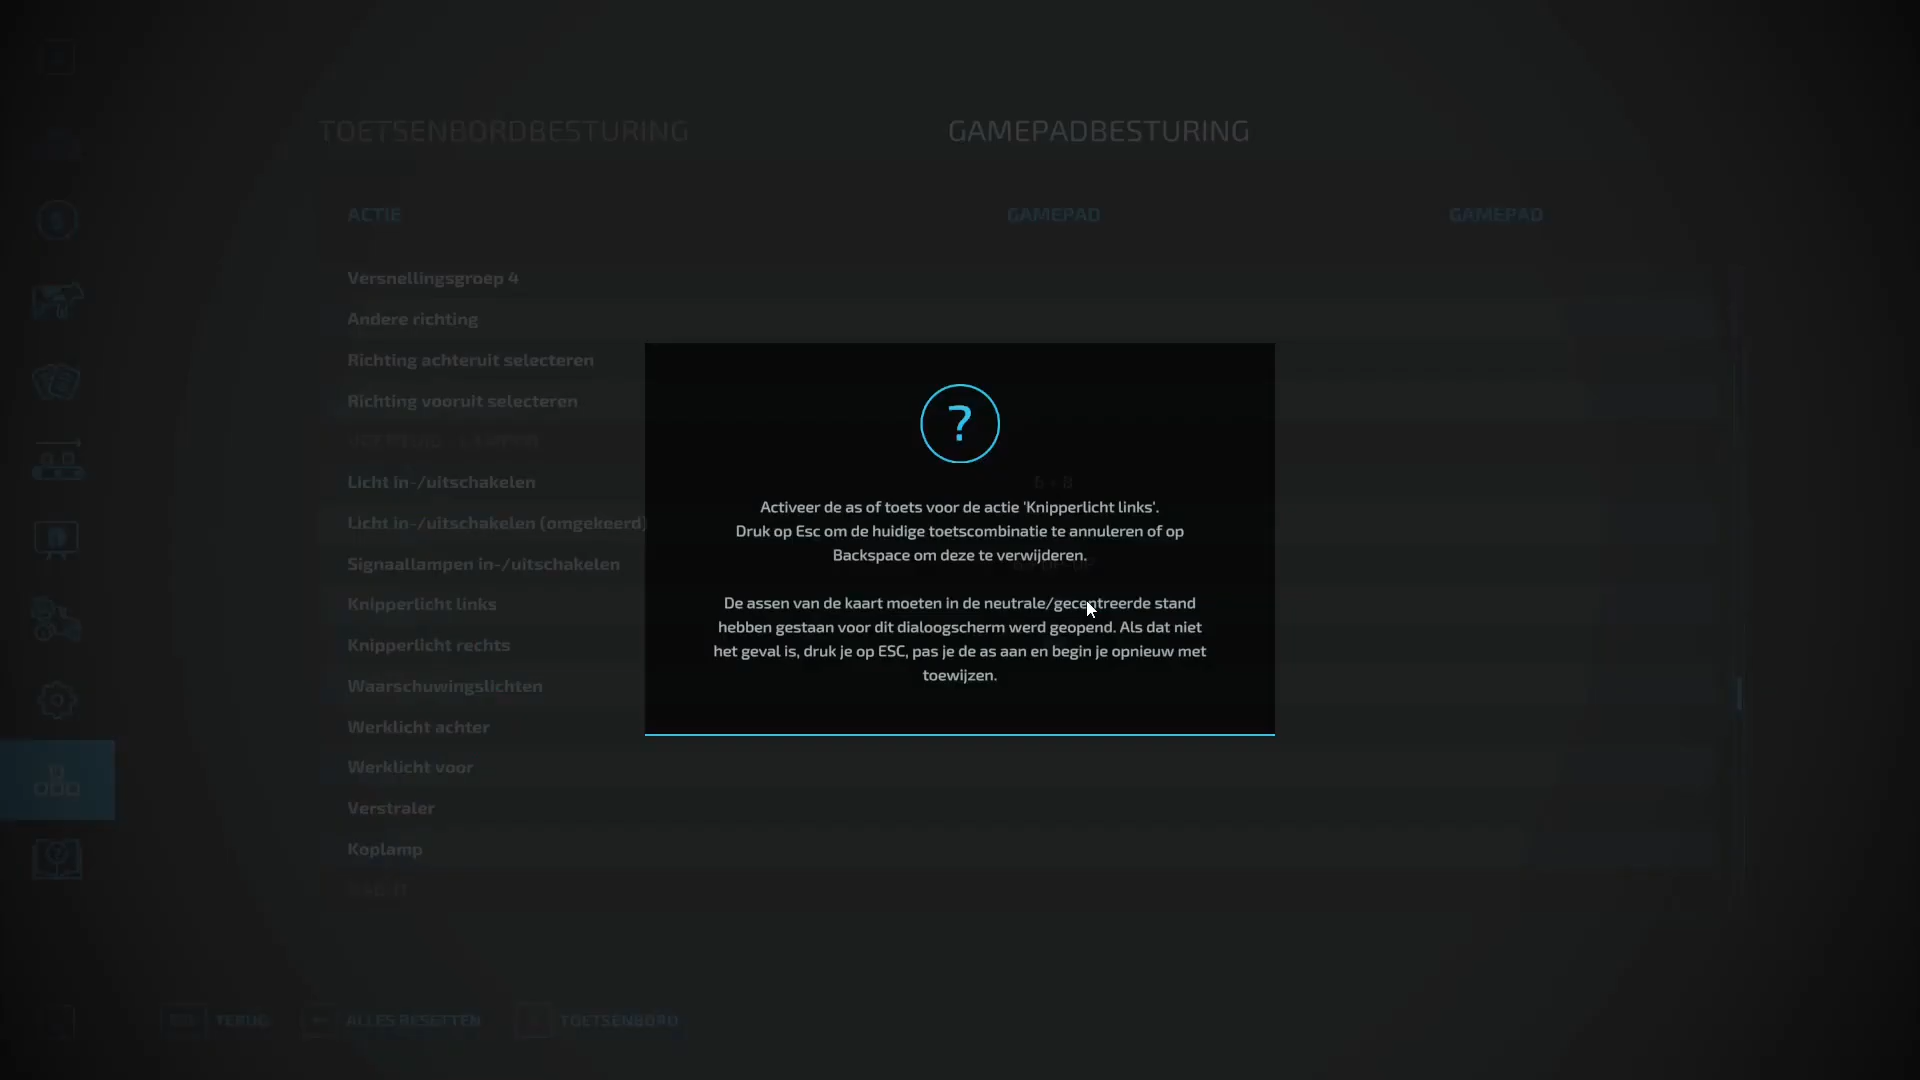 TOETSENBORDBESTURING
GAMEPADBESTURING
ACTIE
GAMEPAD
GAMEPAD
Versnellingsgroep 4
Andere richting
Richting achteruit selecteren
Richting vooruit selecteren
Licht in-/uitschakelen
Licht in-/uitschakelen (omgekeerd)
Signaallampen in-/uitschakelen
Knipperlicht links
Knipperlicht rechts
Waarschuwingslichten
Werklicht achter
Werklicht voor
Verstraler
Koplamp
?
Activeer de as of toets voor de actie 'Knipperlicht links'.
Druk op Esc om de huidige toetscombinatie te annuleren of op
Backspace om deze te verwijderen.
De assen van de kaart moeten in de neutrale/gecentreerde stand
hebben gestaan voor dit dialoogscherm werd geopend. Als dat niet
het geval is, druk je op ESC, pas je de as aan en begin je opnieuw met
toewijzen.
TERUG
ALLES RESETTEN
TOETSENBORD